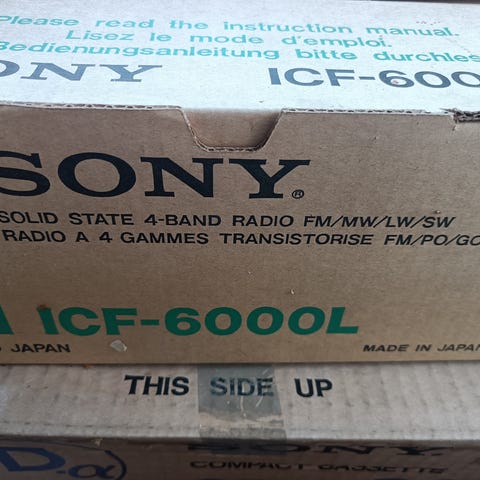 Please read the instruction manual.
Lisez le mode d'emploi.
Bedienungsanleitung bitte durchles
ONY ICF-600
SONY®
SOLID STATE 4-BAND RADIO FM/MW/LW/SW
RADIO A 4 GAMMES TRANSISTORISE FM/PO/GO
ICF-6000L
JAPAN MADE IN JAPAN
THIS SIDE UP
D-α) SONY
COMPACT CASSETTE